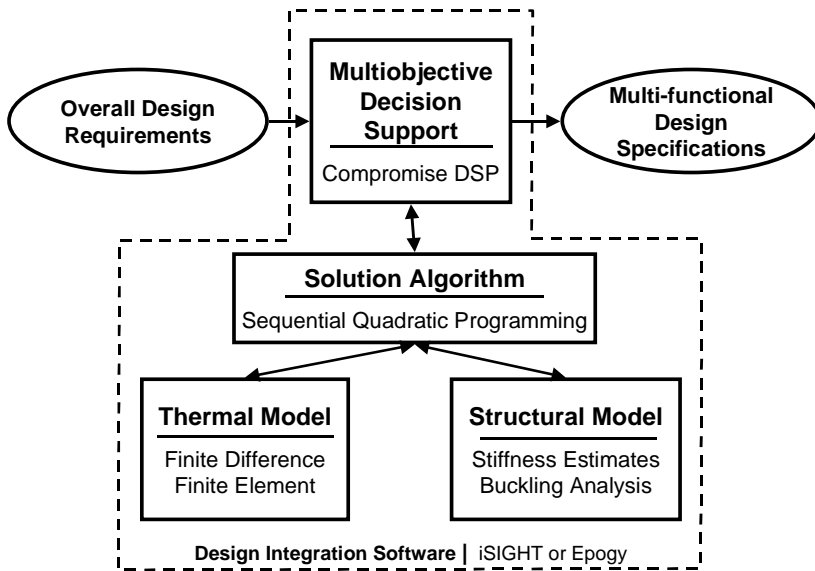 Overall Design
Requirements
Multiobjective
Decision
Support
Compromise DSP
Multi-functional
Design
Specifications
Solution Algorithm
Sequential Quadratic Programming
Thermal Model
Finite Difference
Finite Element
Structural Model
Stiffness Estimates
Buckling Analysis
Design Integration Software | iSIGHT or Epogy